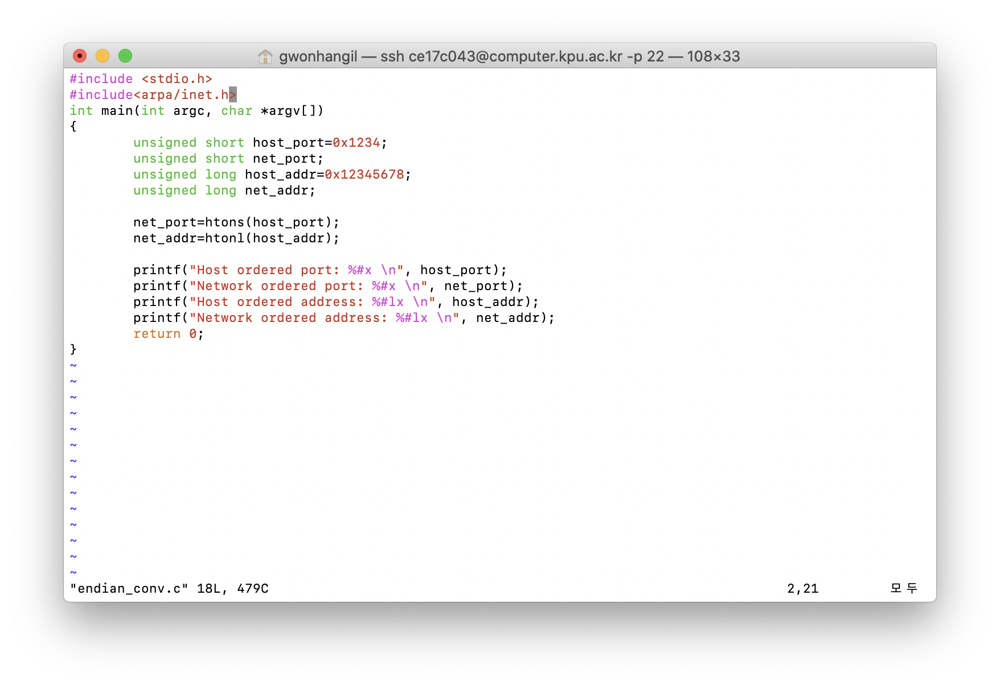 gwonhangil — ssh ce17c043@computer.kpu.ac.kr -p 22 — 108×33
#include <stdio.h>
#include<arpa/inet.h>
int main(int argc, char *argv[])
{
        unsigned short host_port=0x1234;
        unsigned short net_port;
        unsigned long host_addr=0x12345678;
        unsigned long net_addr;

        net_port=htons(host_port);
        net_addr=htonl(host_addr);

        printf("Host ordered port: %#x \n", host_port);
        printf("Network ordered port: %#x \n", net_port);
        printf("Host ordered address: %#lx \n", host_addr);
        printf("Network ordered address: %#lx \n", net_addr);
        return 0;
}
~
~
~
~
~
~
~
~
~
~
~
~
~
~
"endian_conv.c" 18L, 479C 2,21 모두